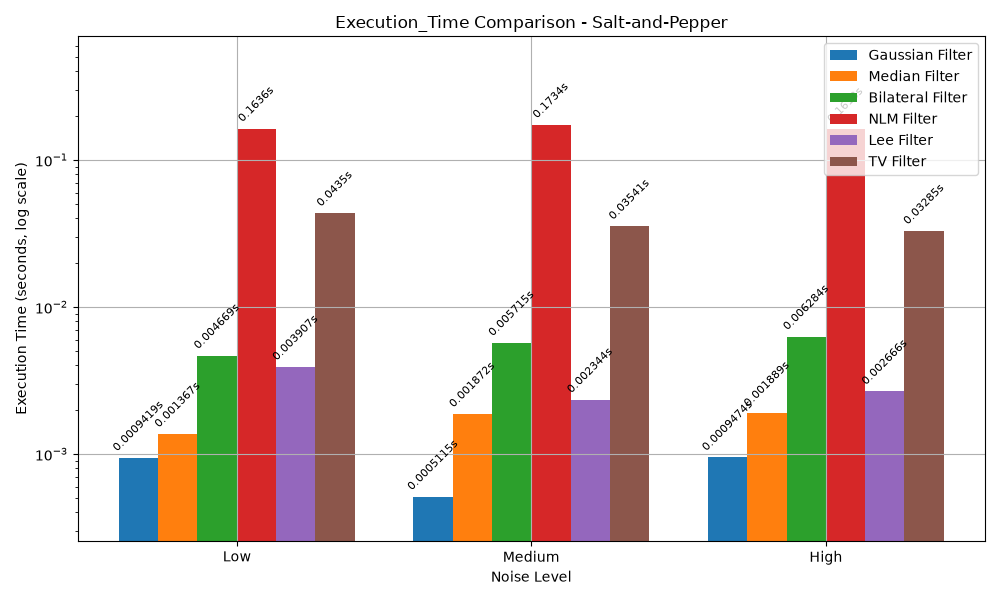 Execution_Time Comparison - Salt-and-Pepper
Execution Time (seconds, log scale)
10⁻¹
10⁻²
10⁻³
0.0009419s
0.001367s
0.004669s
0.1636s
0.003907s
0.0435s
0.0005115s
0.001872s
0.005715s
0.1734s
0.002344s
0.03541s
0.0009474s
0.001889s
0.006284s
0.002666s
0.03285s
Gaussian Filter
Median Filter
Bilateral Filter
NLM Filter
Lee Filter
TV Filter
Low
Medium
High
Noise Level